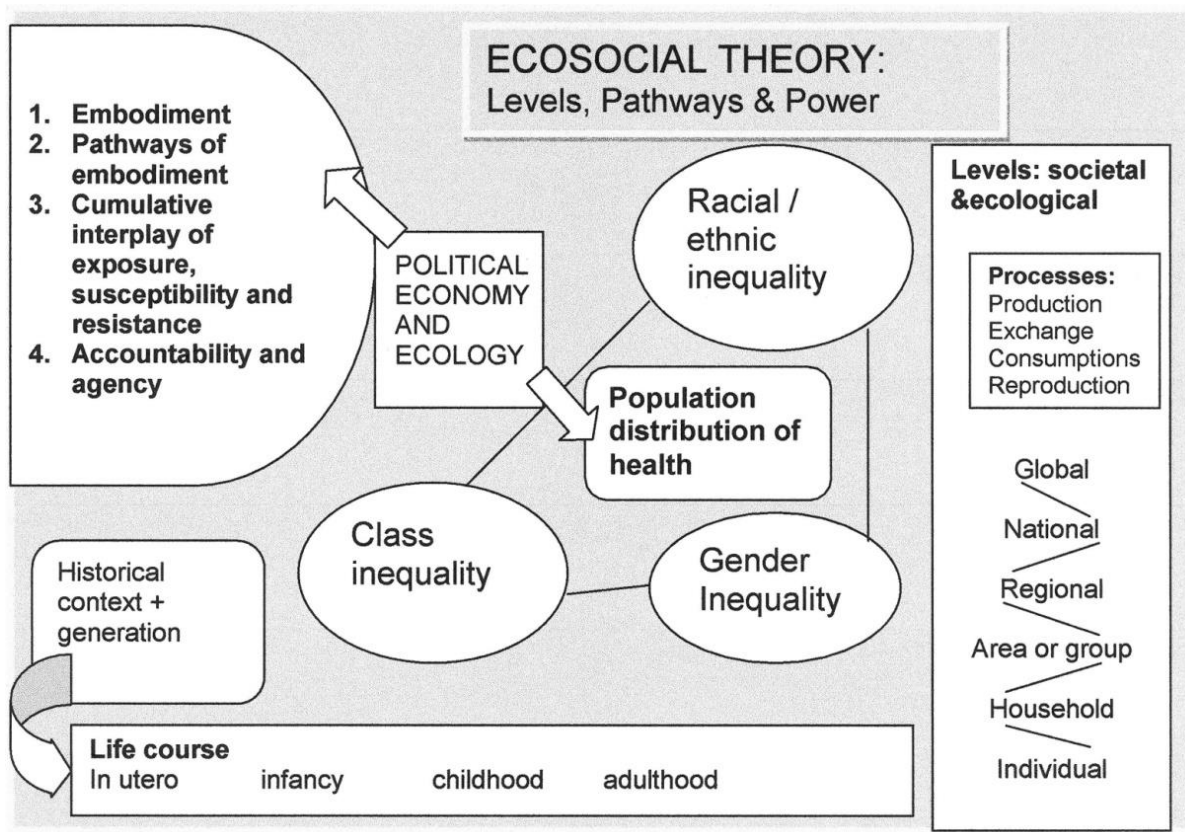 ECOSOCIAL THEORY:
Levels, Pathways & Power
1. Embodiment
2. Pathways of
embodiment
3. Cumulative
interplay of
exposure,
susceptibility and
resistance
4. Accountability and
agency
POLITICAL
ECONOMY
AND
ECOLOGY
Racial /
ethnic
inequality
Population
distribution of
health
Class
inequality
Gender
Inequality
Historical
context +
generation
Life course
In utero infancy childhood adulthood
Levels: societal
&ecological
Processes:
Production
Exchange
Consumptions
Reproduction
Global
National
Regional
Area or group
Household
Individual